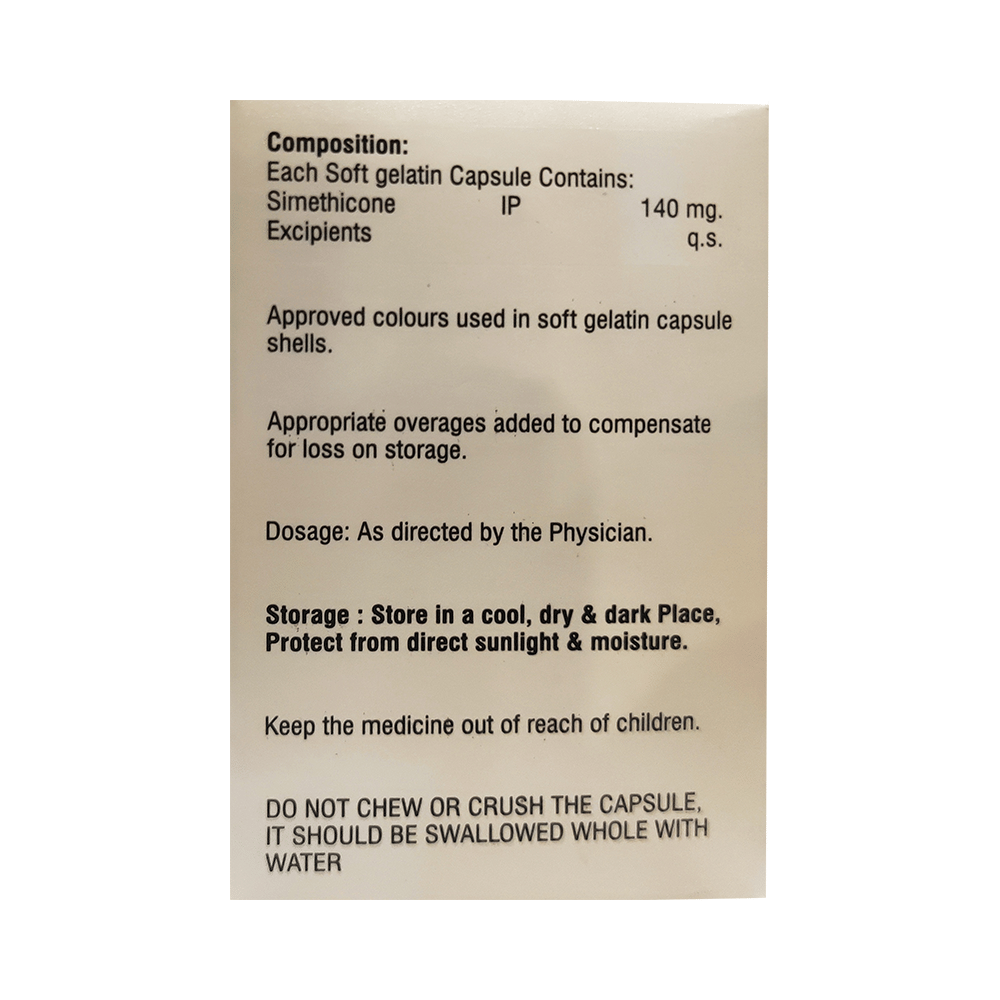 Composition:
Each Soft gelatin Capsule Contains:
Simethicone IP 140 mg.
Excipients q.s.
Approved colours used in soft gelatin capsule
shells.
Appropriate overages added to compensate
for loss on storage.
Dosage: As directed by the Physician.
Storage : Store in a cool, dry & dark Place,
Protect from direct sunlight & moisture.
Keep the medicine out of reach of children.
DO NOT CHEW OR CRUSH THE CAPSULE,
IT SHOULD BE SWALLOWED WHOLE WITH
WATER